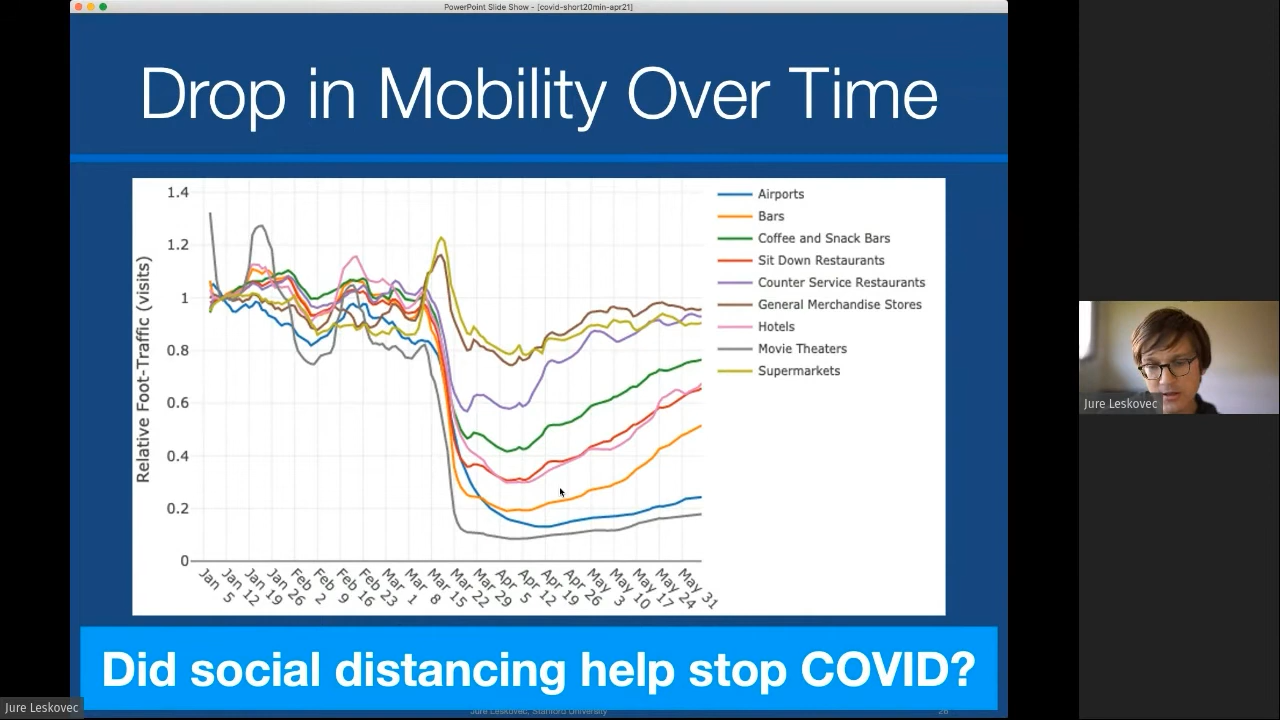 PowerPoint Slide Show - [covid-short20min-apr21]
Drop in Mobility Over Time
Relative Foot-Traffic (visits)
1.4
1.2
1
0.8
0.6
0.4
0.2
0
Jan 5
Jan 12
Jan 19
Jan 26
Feb 2
Feb 9
Feb 16
Feb 23
Mar 1
Mar 8
Mar 15
Mar 22
Mar 29
Apr 5
Apr 12
Apr 19
Apr 26
May 3
May 10
May 17
May 24
May 31
Airports
Bars
Coffee and Snack Bars
Sit Down Restaurants
Counter Service Restaurants
General Merchandise Stores
Hotels
Movie Theaters
Supermarkets
Did social distancing help stop COVID?
Jure Leskovec, Stanford University
Jure Leskovec
Jure Leskovec